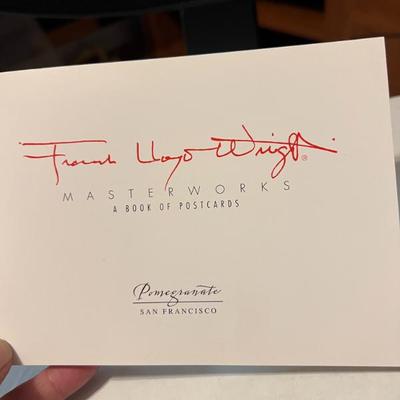 Frank Lloyd Wright®
MASTERWORKS
A BOOK OF POSTCARDS
Pomegranate
SAN FRANCISCO